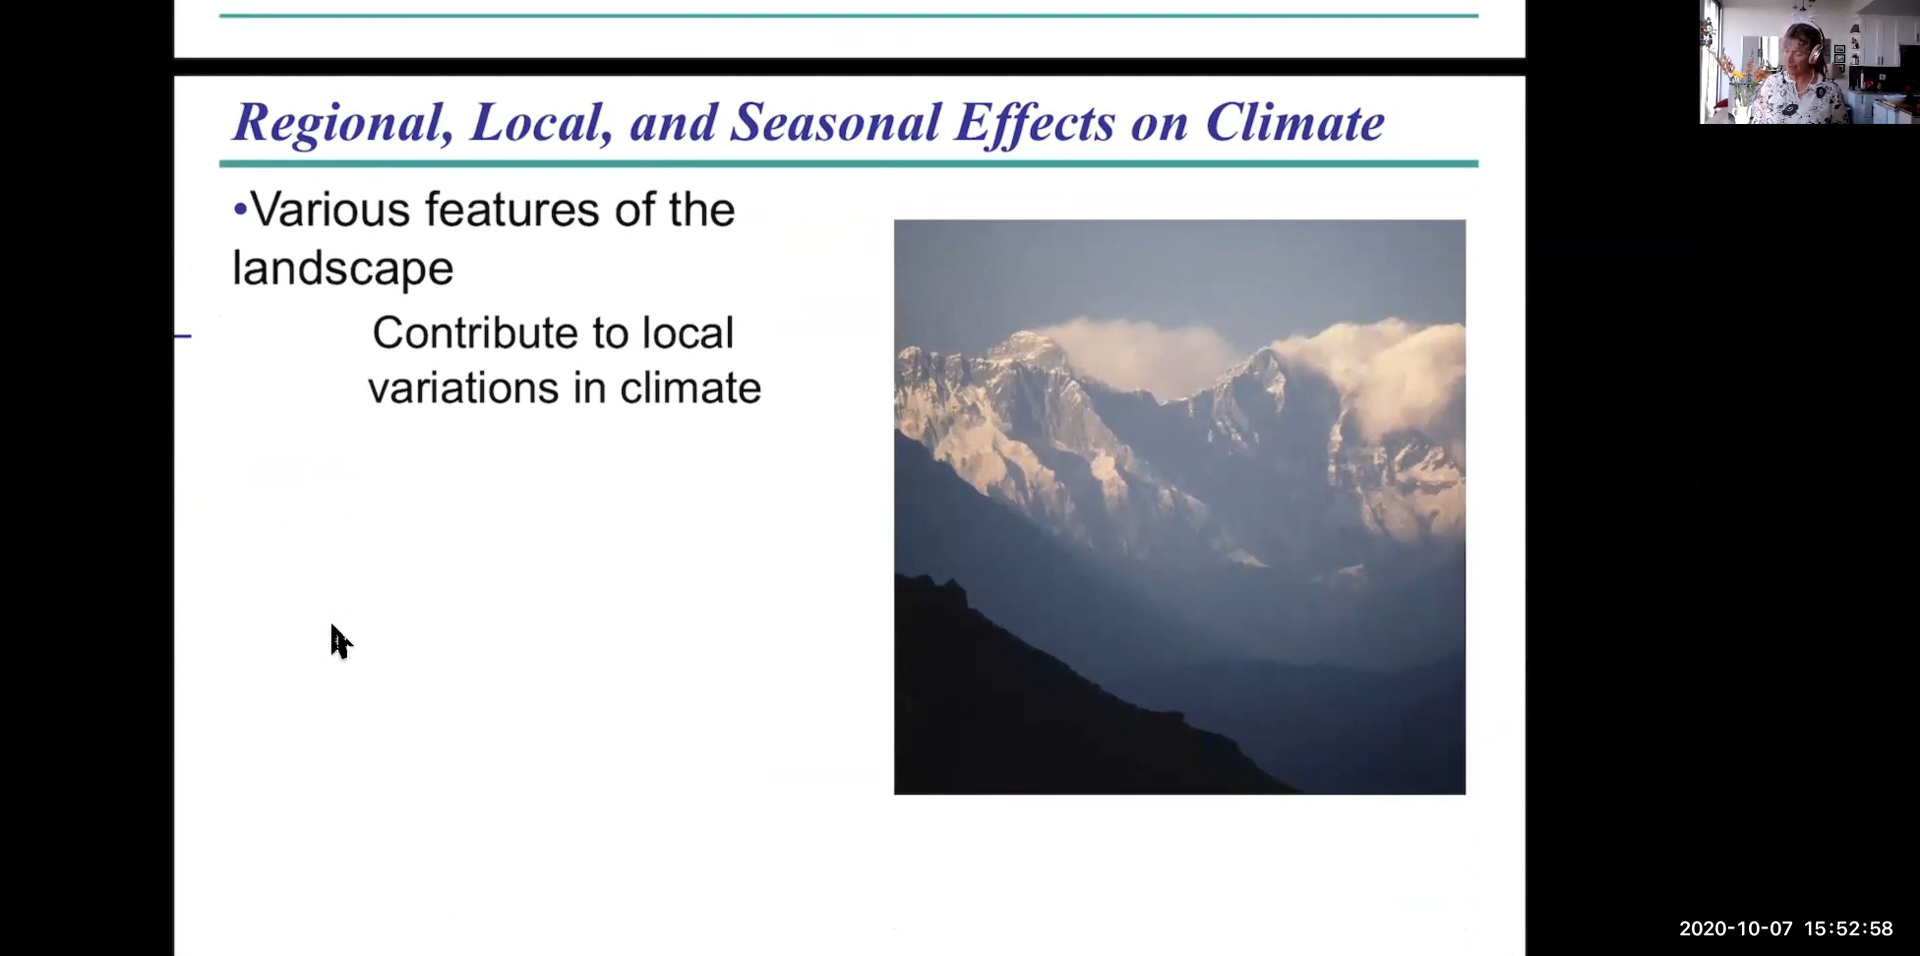 Regional, Local, and Seasonal Effects on Climate
•Various features of the
landscape
– Contribute to local
variations in climate
2020-10-07 15:52:58